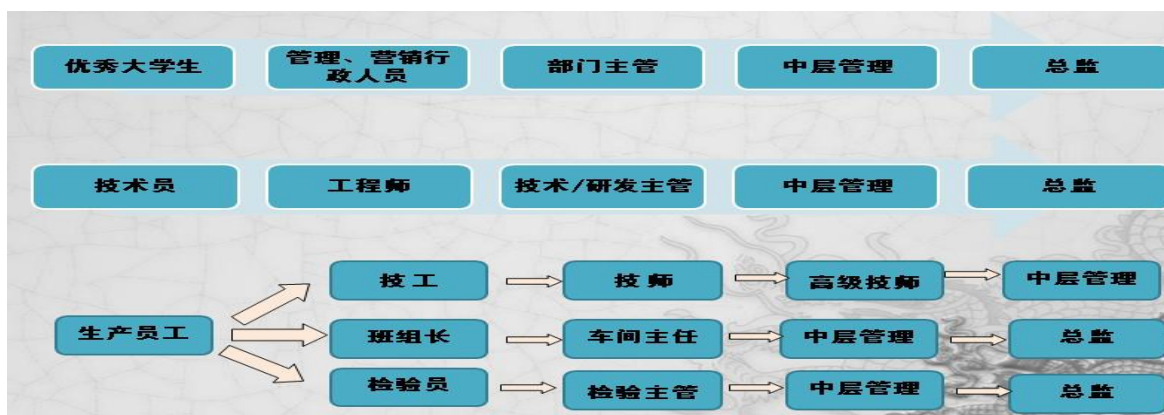 优秀大学生
管理、营销行
政人员
部门主管
中层管理
总监
技术员
工程师
技术/研发主管
中层管理
总监
技工
技师
高级技师
中层管理
生产员工
班组长
车间主任
中层管理
总监
检验员
检验主管
中层管理
总监